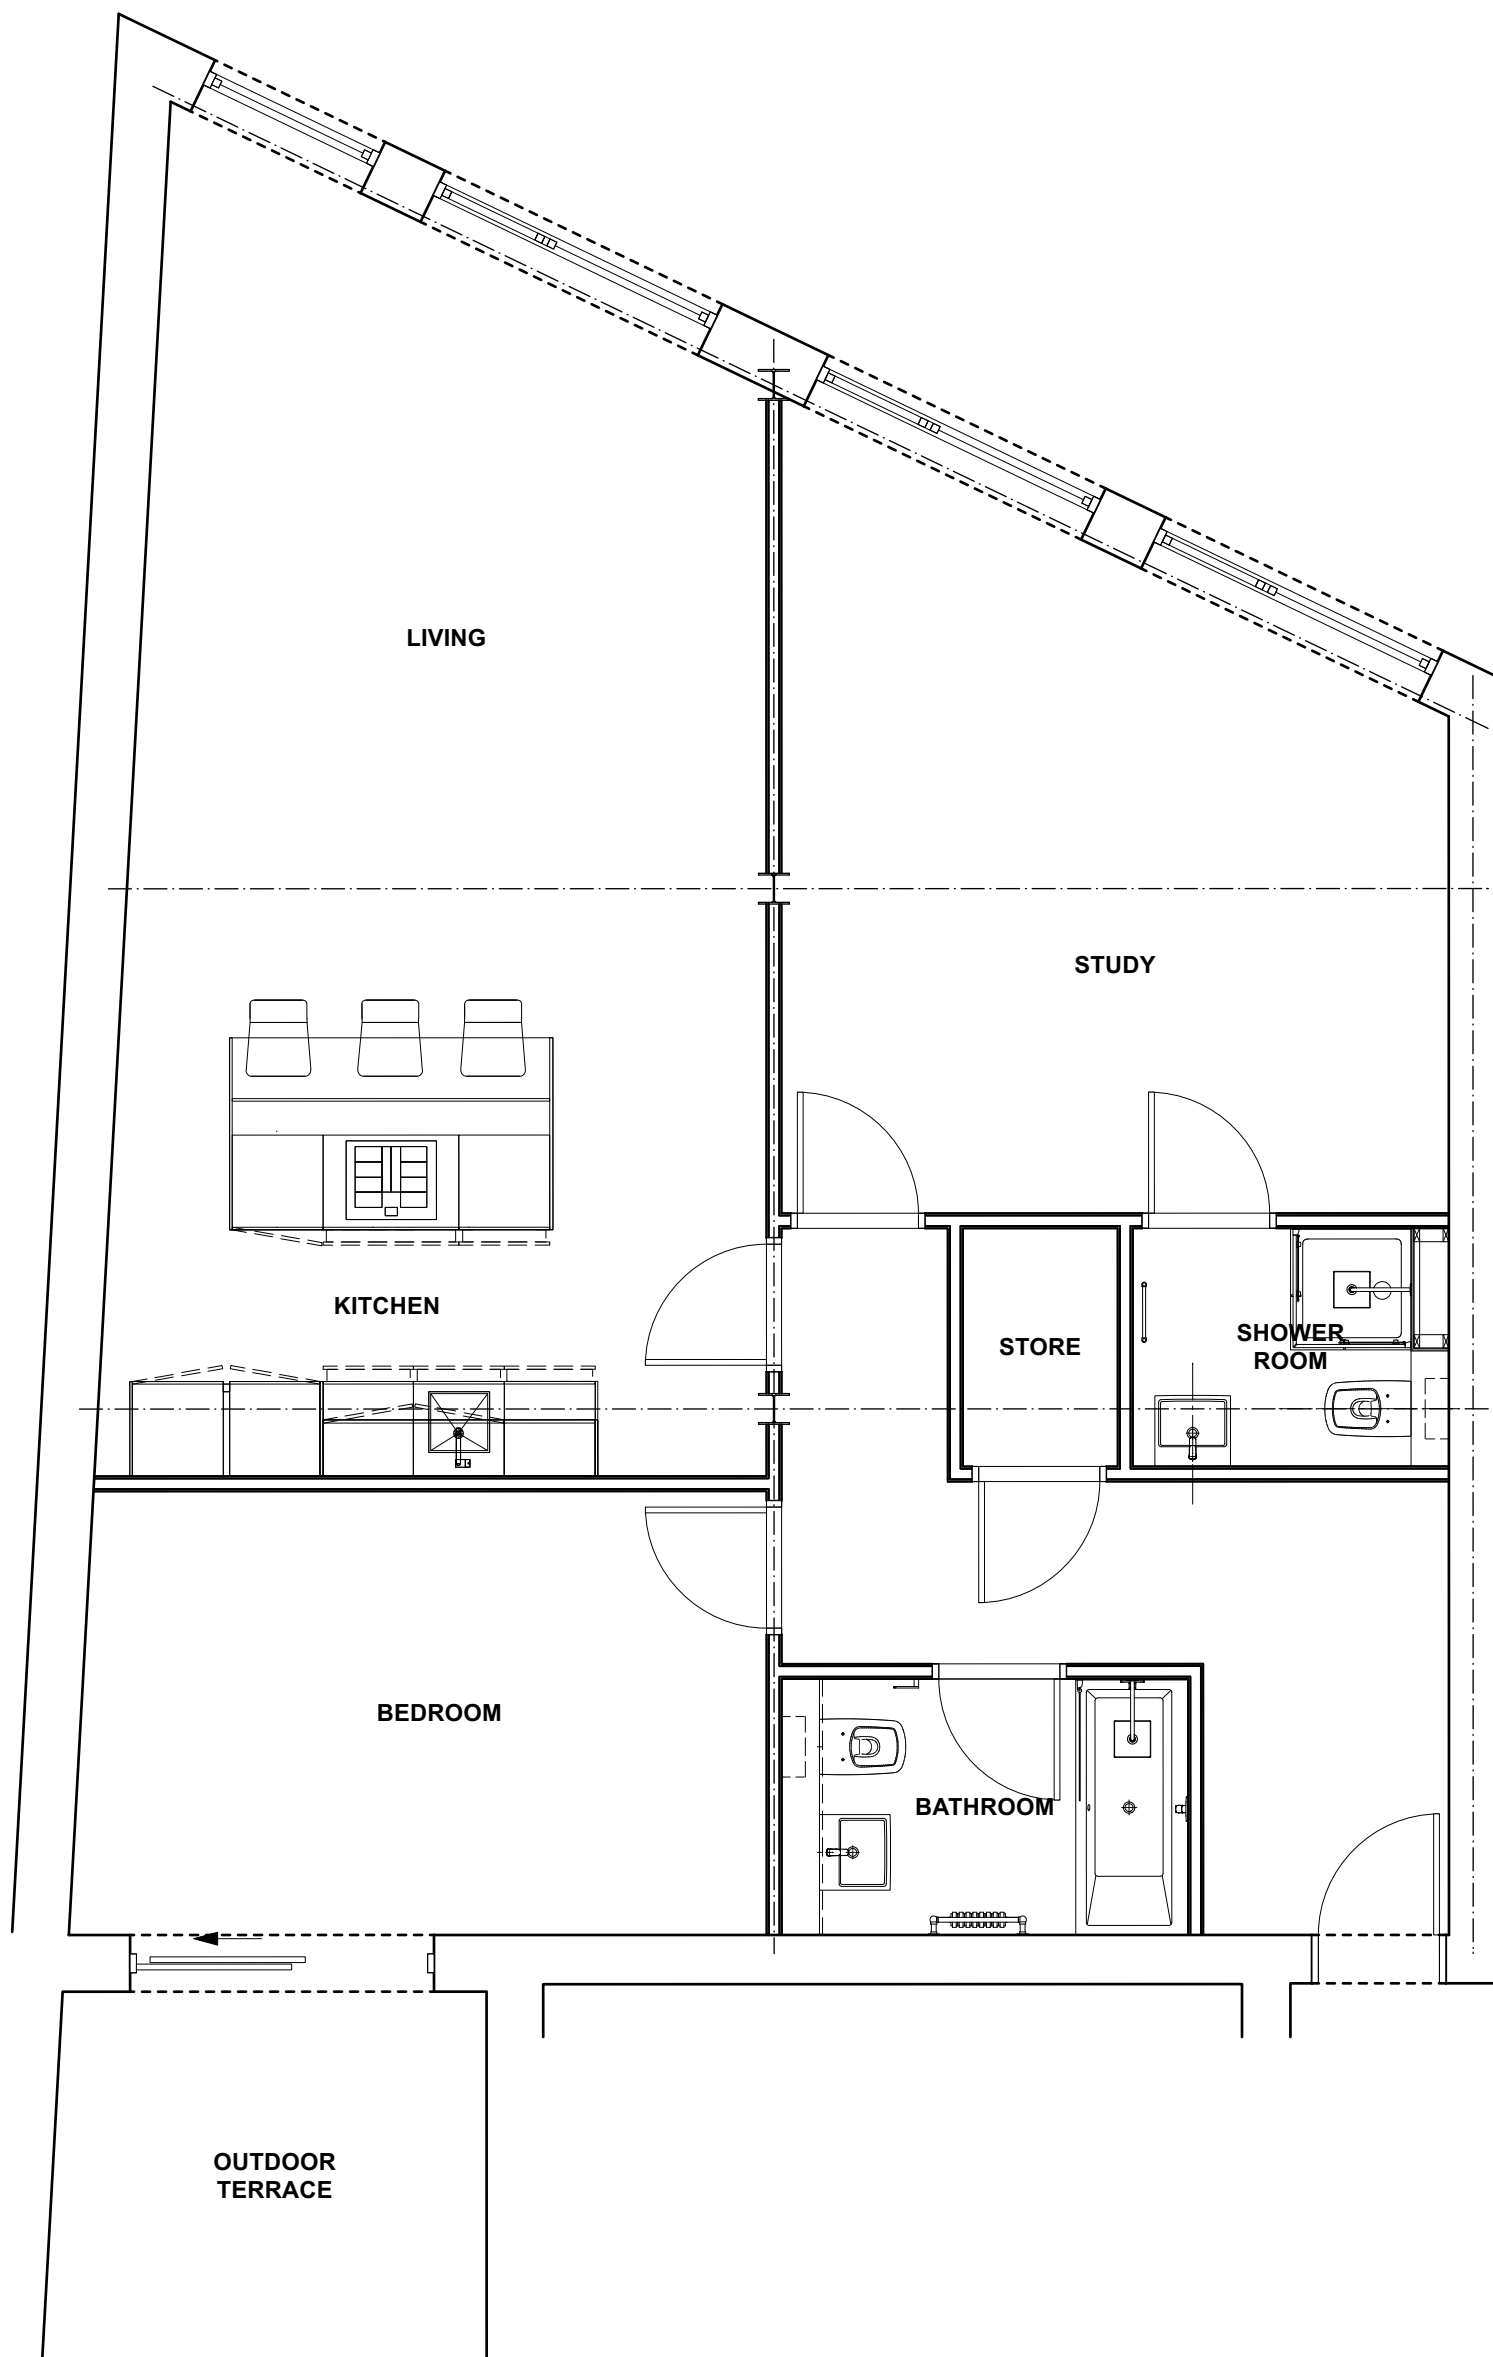 LIVING
STUDY
KITCHEN
STORE
SHOWER
ROOM
BEDROOM
BATHROOM
OUTDOOR
TERRACE